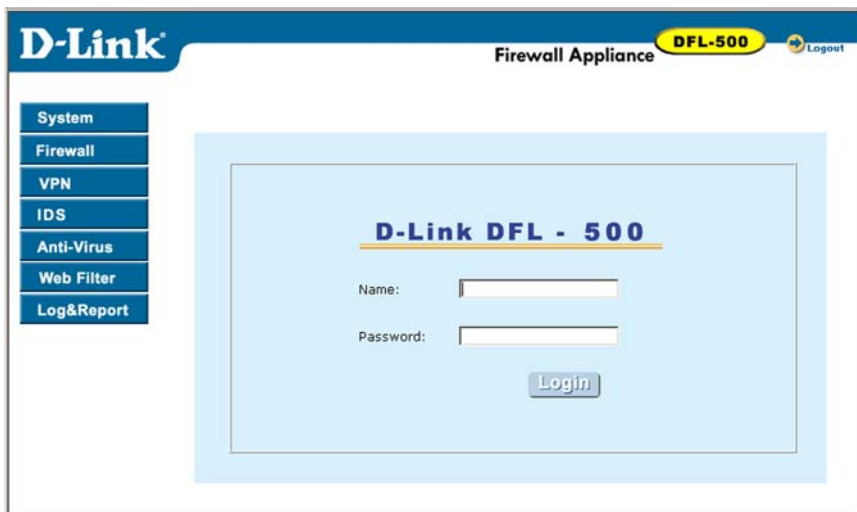 D-Link
Firewall Appliance DFL-500 Logout
System
Firewall
VPN
IDS
Anti-Virus
Web Filter
Log&Report
D-Link DFL - 500
Name:
Password:
Login